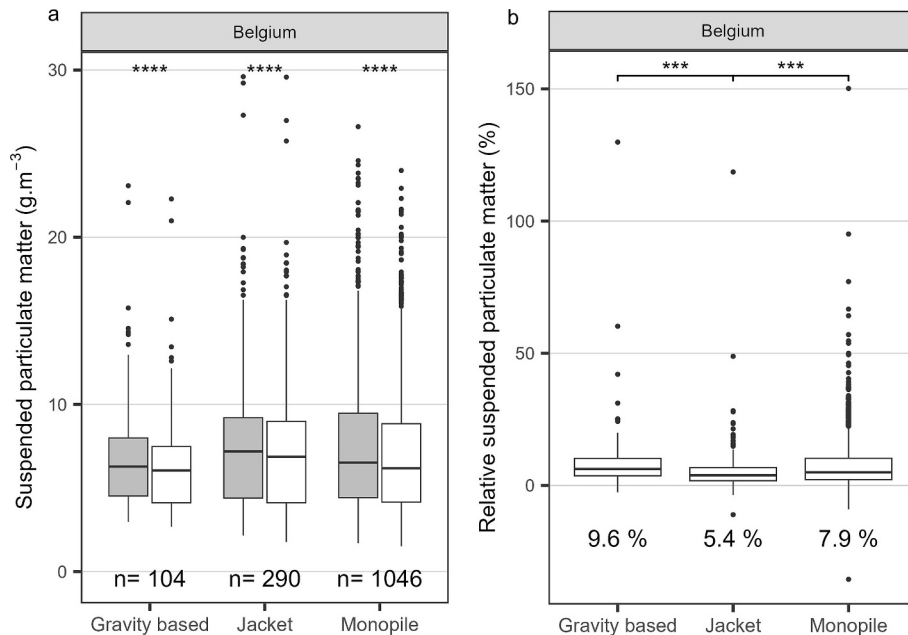 a
Belgium
**** **** ****
30
20
10
0
Suspended particulate matter (g.m⁻³)
n= 104 n= 290 n= 1046
Gravity based Jacket Monopile
b
Belgium
*** ***
150
100
50
0
Relative suspended particulate matter (%)
9.6 % 5.4 % 7.9 %
Gravity based Jacket Monopile